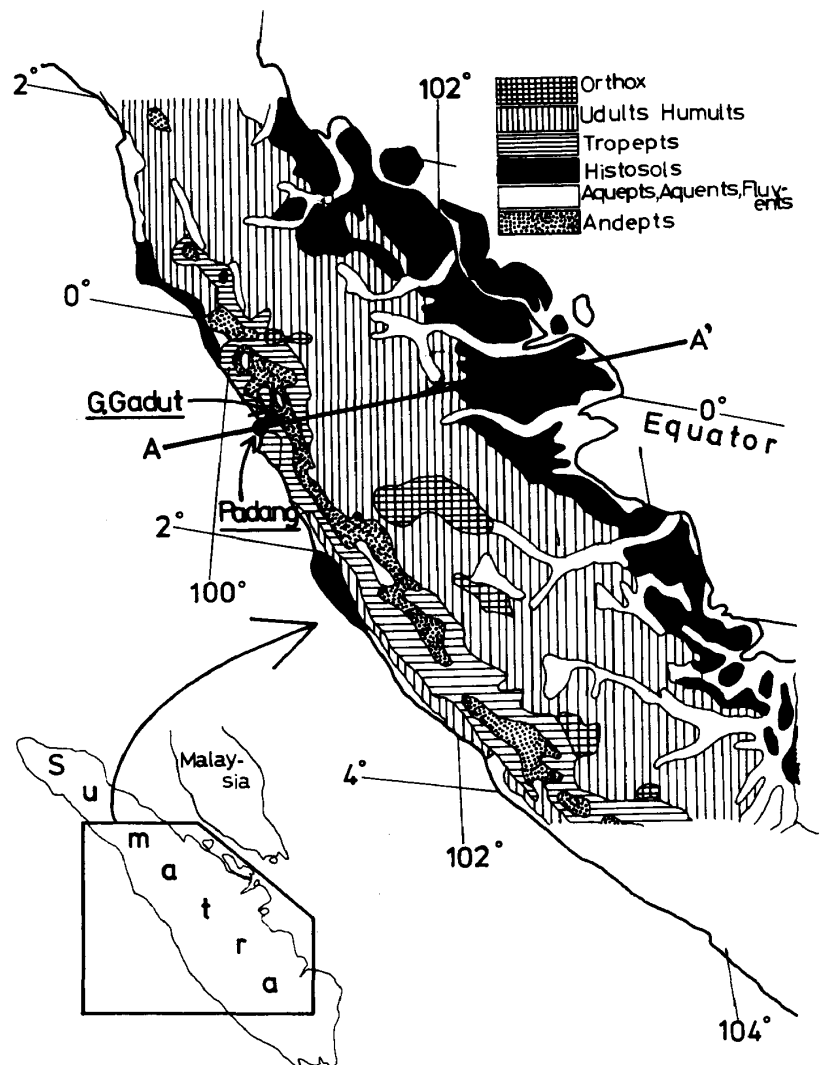 2°
102°
Orthox
Udults Humults
Tropepts
Histosols
Aquepts,Aquents,Fluv-
ents
Andepts
0°
A'
G.Gadut
0°
Equator
A
Padang
2°
100°
Malay-
sia
S
u
m
a
t
r
a
4°
102°
104°